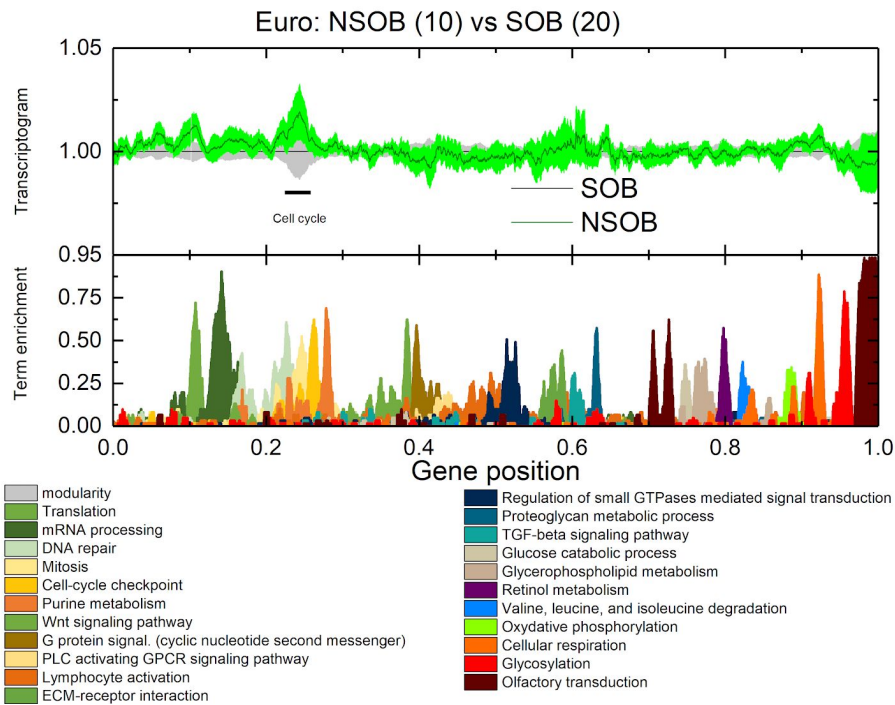 Euro: NSOB (10) vs SOB (20)
1.05
1.00
Transcriptogram
SOB
NSOB
Cell cycle
0.95
0.75
0.50
0.25
0.00
Term enrichment
0.0 0.2 0.4 0.6 0.8 1.0
Gene position
modularity
Translation
mRNA processing
DNA repair
Mitosis
Cell-cycle checkpoint
Purine metabolism
Wnt signaling pathway
G protein signal. (cyclic nucleotide second messenger)
PLC activating GPCR signaling pathway
Lymphocyte activation
ECM-receptor interaction
Regulation of small GTPases mediated signal transduction
Proteoglycan metabolic process
TGF-beta signaling pathway
Glucose catabolic process
Glycerophospholipid metabolism
Retinol metabolism
Valine, leucine, and isoleucine degradation
Oxydative phosphorylation
Cellular respiration
Glycosylation
Olfactory transduction